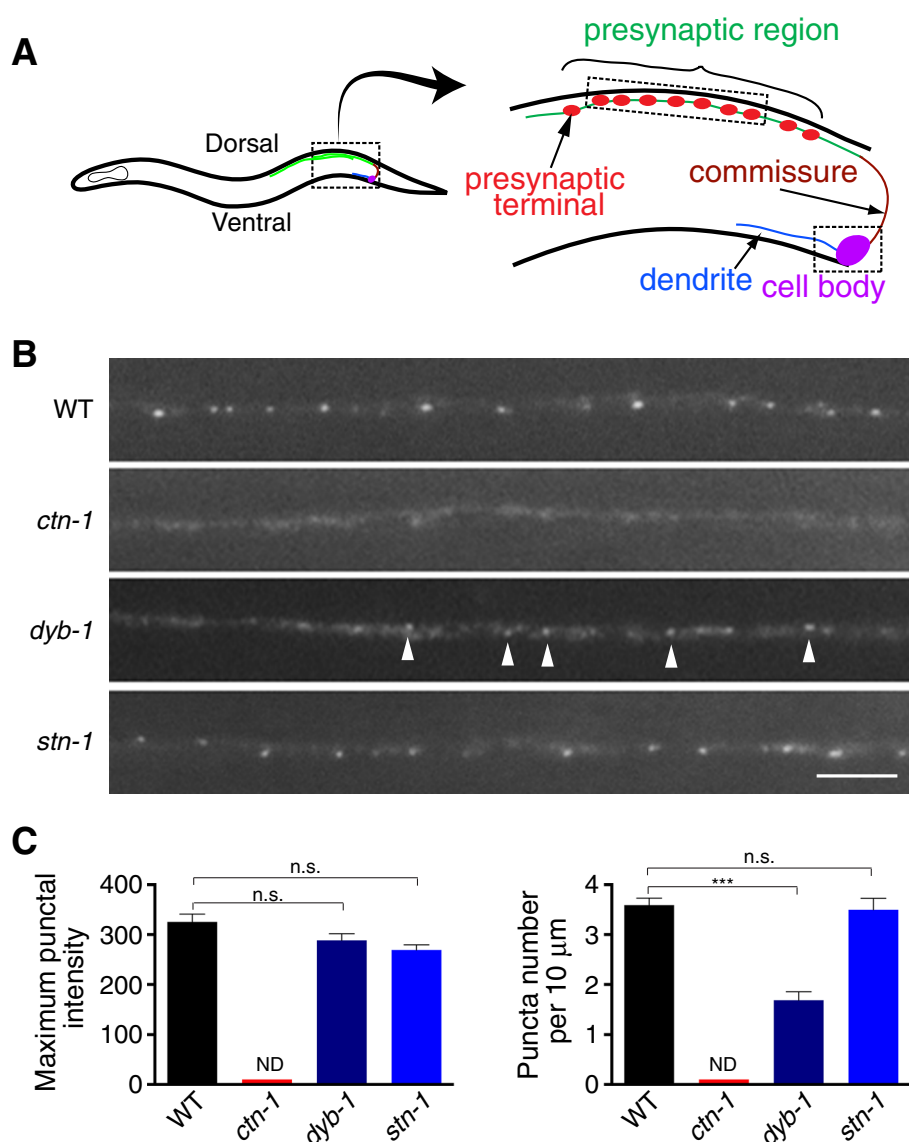 A
presynaptic region
Dorsal
Ventral
presynaptic
terminal
commissure
dendrite
cell body
B
WT
ctn-1
dyb-1
stn-1
C
n.s.
n.s.
Maximum punctal
intensity
400
300
200
100
0
ND
WT
ctn-1
dyb-1
stn-1
n.s.
***
Puncta number
per 10 μm
4
3
2
1
0
ND
WT
ctn-1
dyb-1
stn-1